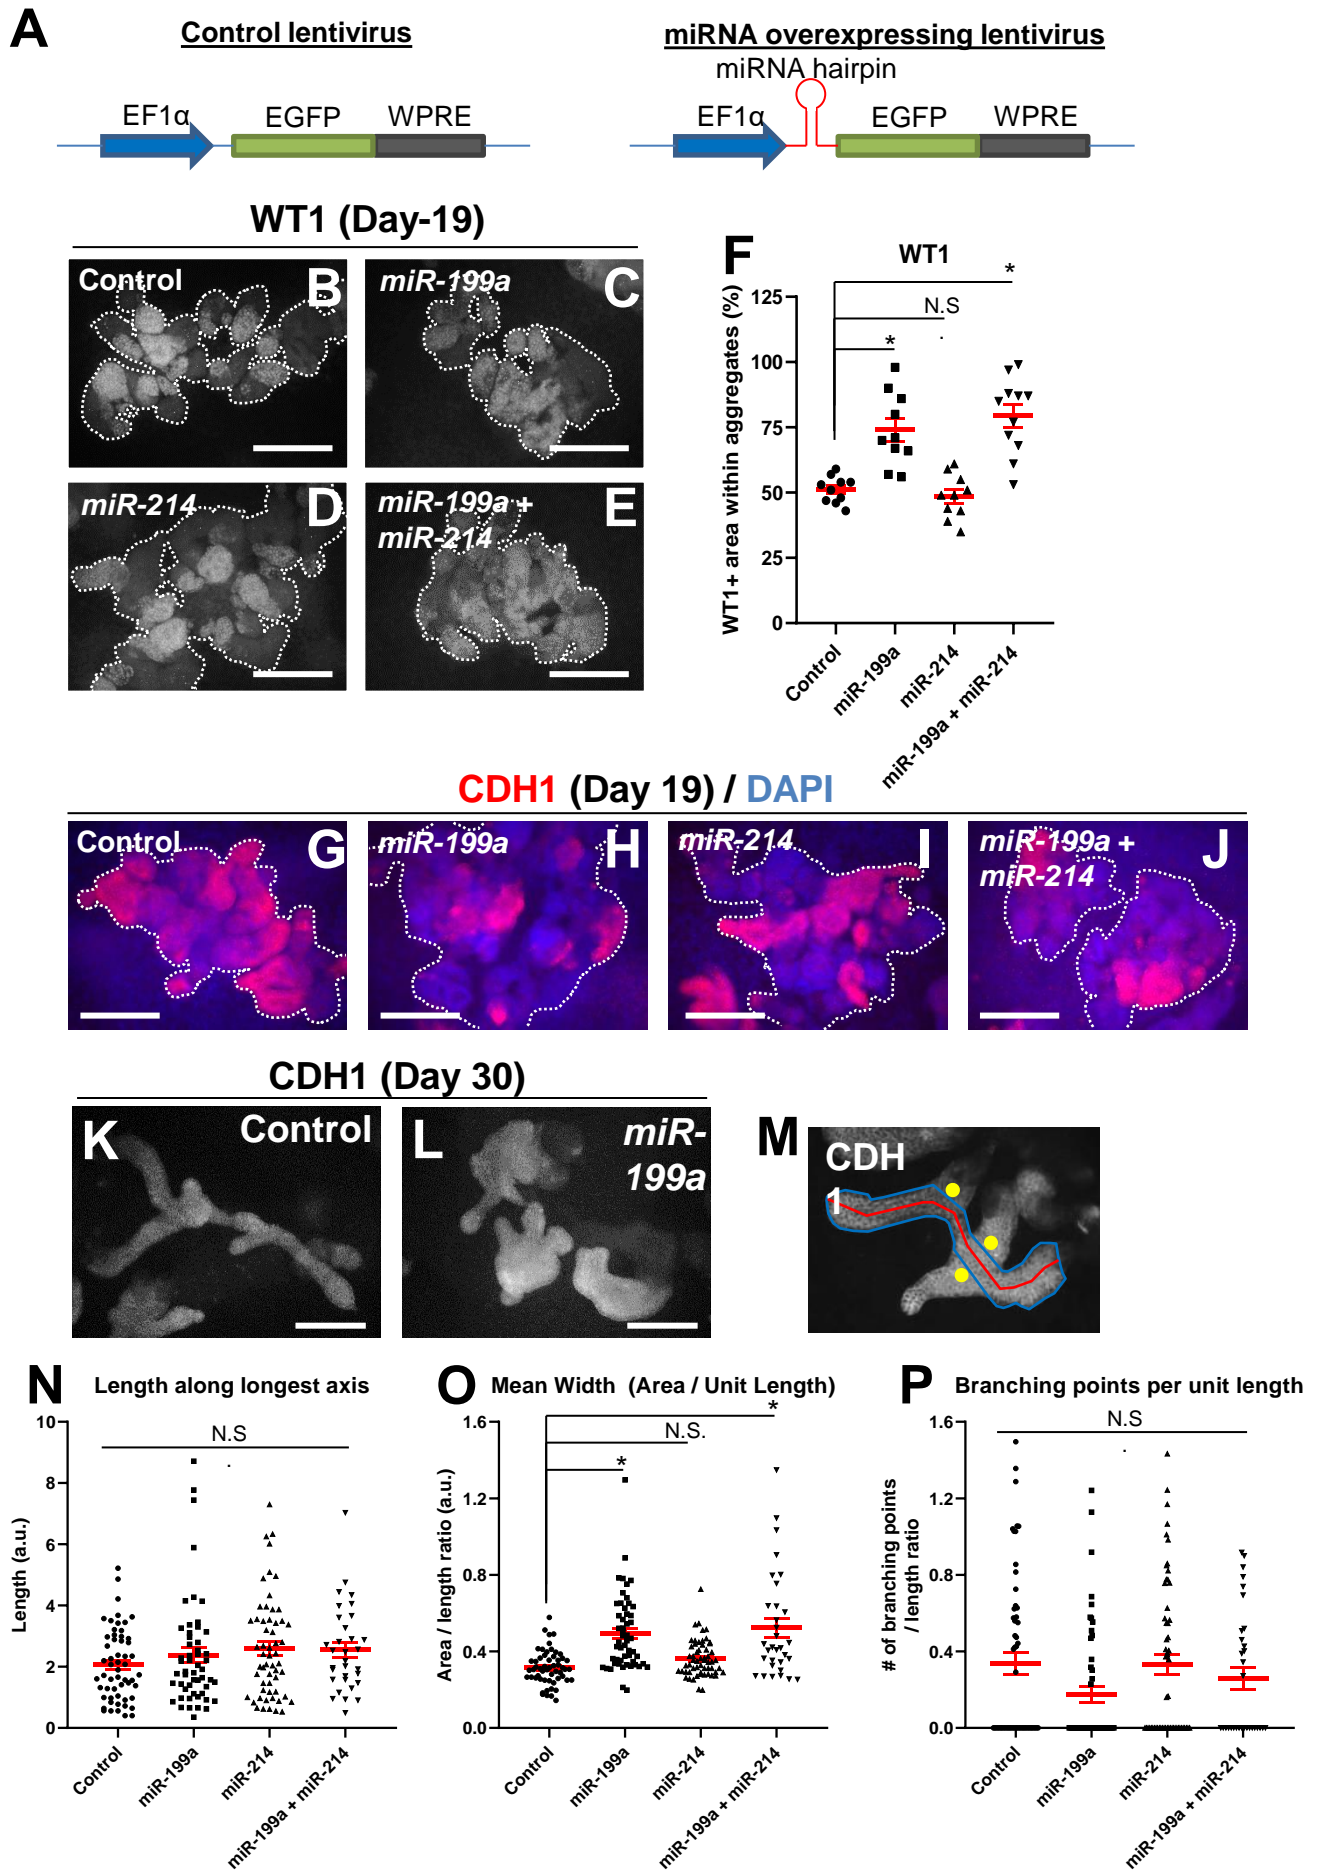 A
Control lentivirus
miRNA overexpressing lentivirus
miRNA hairpin
EF1α
EGFP
WPRE
EF1α
EGFP
WPRE
WT1 (Day-19)
Control
B
miR-199a
C
miR-214
D
miR-199a +
miR-214
E
F
WT1
WT1+ area within aggregates (%)
125
100
75
50
25
0
*
N.S
*
Control
miR-199a
miR-214
miR-199a + miR-214
CDH1 (Day 19) / DAPI
Control
G
miR-199a
H
miR-214
I
miR-199a +
miR-214
J
CDH1 (Day 30)
K
Control
L
miR-
199a
M
CDH
1
N
Length along longest axis
Length (a.u.)
10
8
6
4
2
0
N.S
Control
miR-199a
miR-214
miR-199a + miR-214
O
Mean Width (Area / Unit Length)
Area / length ratio (a.u.)
1.6
1.2
0.8
0.4
0.0
*
N.S.
*
Control
miR-199a
miR-214
miR-199a + miR-214
P
Branching points per unit length
# of branching points
/ length ratio
1.6
1.2
0.8
0.4
0.0
N.S
Control
miR-199a
miR-214
miR-199a + miR-214